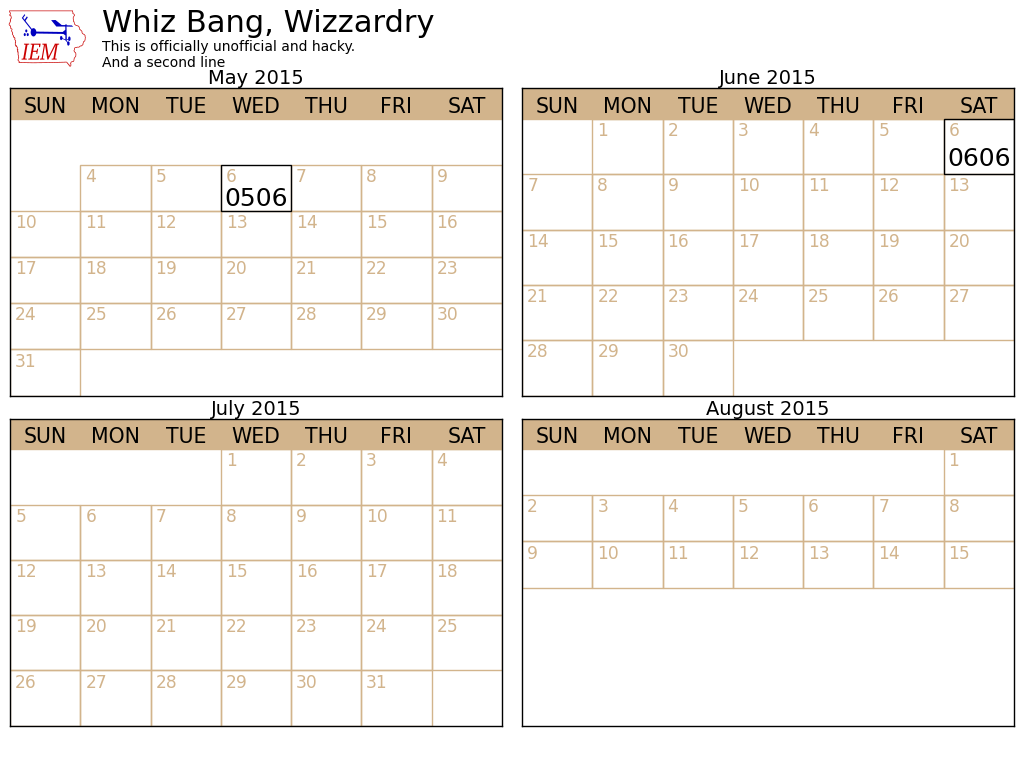 IEM
Whiz Bang, Wizzardry
This is officially unofficial and hacky.
And a second line
May 2015
SUN MON TUE WED THU FRI SAT
4 5 6 7 8 9
0506
10 11 12 13 14 15 16
17 18 19 20 21 22 23
24 25 26 27 28 29 30
31
June 2015
SUN MON TUE WED THU FRI SAT
1 2 3 4 5 6
0606
7 8 9 10 11 12 13
14 15 16 17 18 19 20
21 22 23 24 25 26 27
28 29 30
July 2015
SUN MON TUE WED THU FRI SAT
1 2 3 4
5 6 7 8 9 10 11
12 13 14 15 16 17 18
19 20 21 22 23 24 25
26 27 28 29 30 31
August 2015
SUN MON TUE WED THU FRI SAT
1
2 3 4 5 6 7 8
9 10 11 12 13 14 15